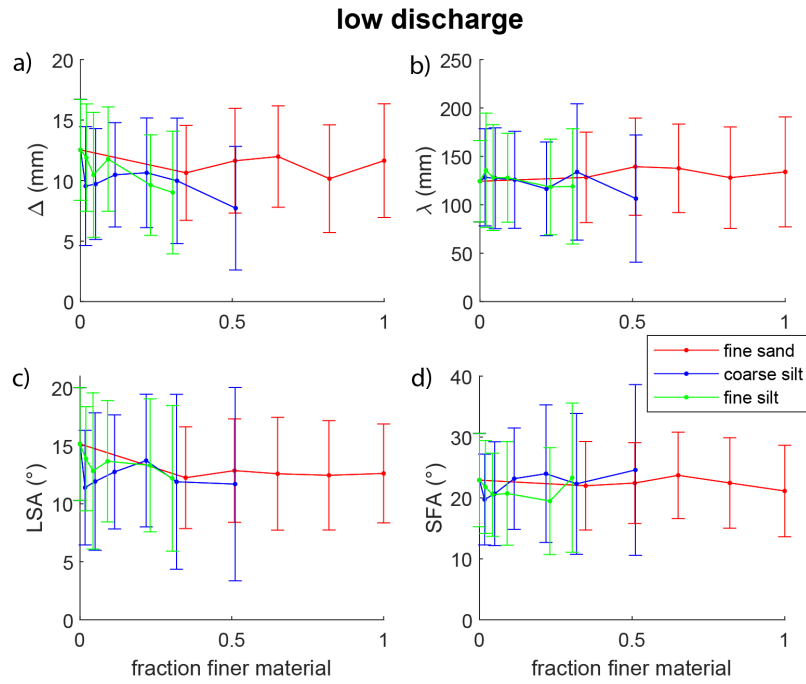 low discharge
a)
20
15
10
5
0
Δ (mm)
0 0.5 1
b)
250
200
150
100
50
0
λ (mm)
0 0.5 1
fine sand
coarse silt
fine silt
c)
20
15
10
5
0
LSA (°)
0 0.5 1
fraction finer material
d)
40
30
20
10
0
SFA (°)
0 0.5 1
fraction finer material